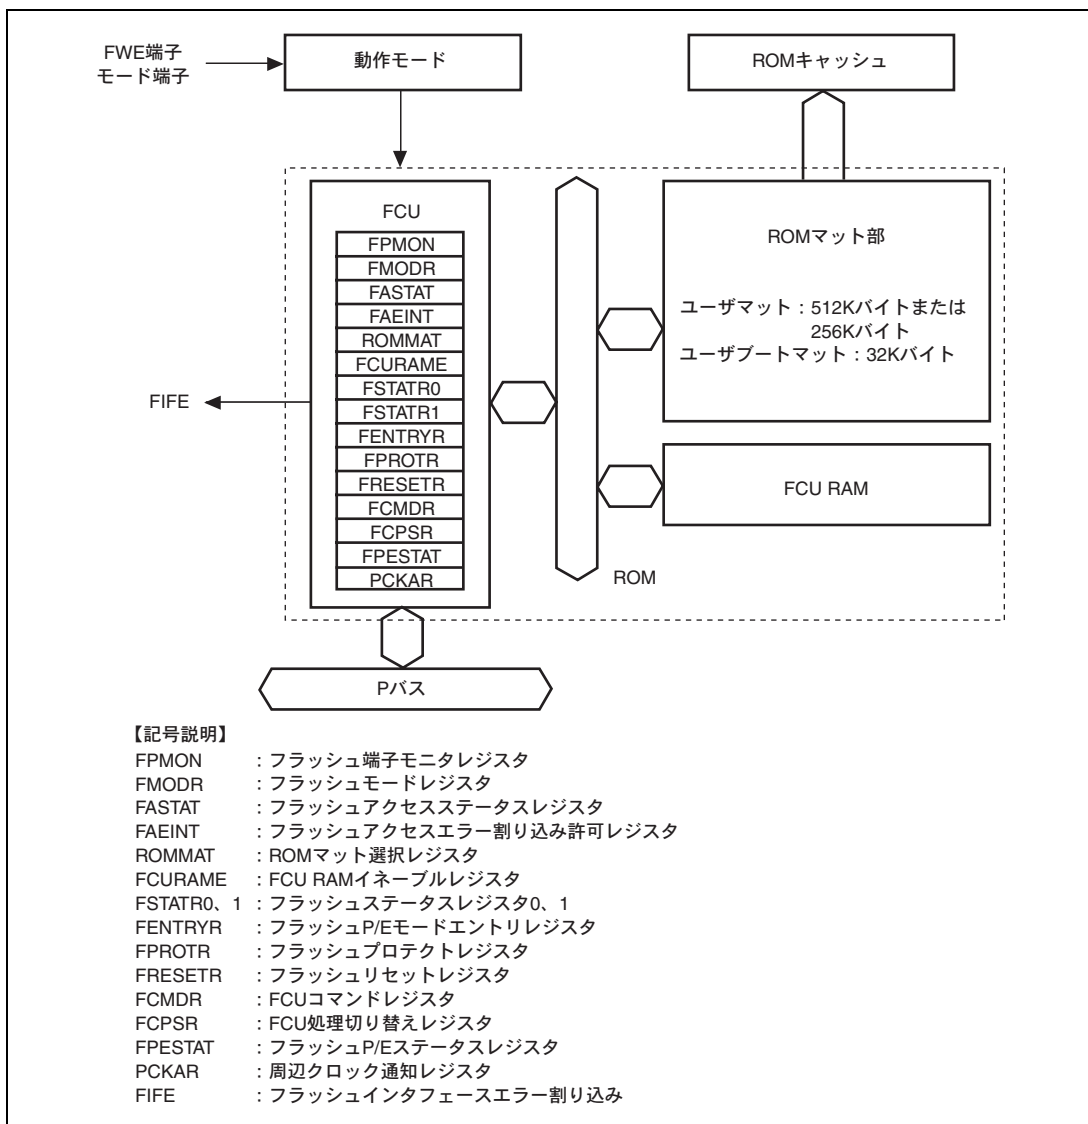 FWE端子
モード端子
動作モード
ROMキャッシュ
FCU
FPMON
FMODR
FASTAT
FAEINT
ROMMAT
FCURAME
FSTATR0
FSTATR1
FENTRYR
FPROTR
FRESETR
FCMDR
FCPSR
FPESTAT
PCKAR
FIFE
ROMマット部
ユーザマット：512Kバイトまたは
256Kバイト
ユーザブートマット：32Kバイト
FCU RAM
ROM
Pバス
【記号説明】
FPMON ：フラッシュ端子モニタレジスタ
FMODR ：フラッシュモードレジスタ
FASTAT ：フラッシュアクセスステータスレジスタ
FAEINT ：フラッシュアクセスエラー割り込み許可レジスタ
ROMMAT ：ROMマット選択レジスタ
FCURAME ：FCU RAMイネーブルレジスタ
FSTATR0、1 ：フラッシュステータスレジスタ0、1
FENTRYR ：フラッシュP/Eモードエントリレジスタ
FPROTR ：フラッシュプロテクトレジスタ
FRESETR ：フラッシュリセットレジスタ
FCMDR ：FCUコマンドレジスタ
FCPSR ：FCU処理切り替えレジスタ
FPESTAT ：フラッシュP/Eステータスレジスタ
PCKAR ：周辺クロック通知レジスタ
FIFE ：フラッシュインタフェースエラー割り込み